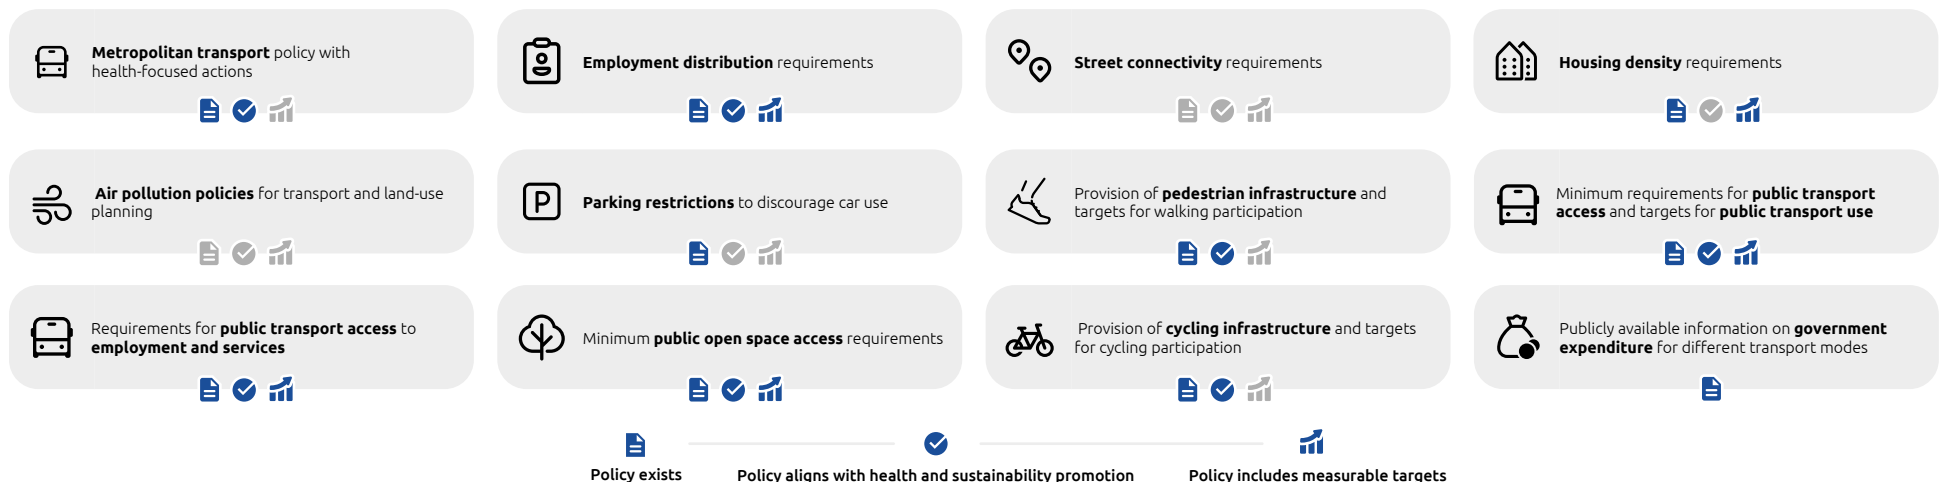 Metropolitan transport policy with
health-focused actions
Employment distribution requirements
Street connectivity requirements
Housing density requirements
Air pollution policies for transport and land-use
planning
P
Parking restrictions to discourage car use
Provision of pedestrian infrastructure and
targets for walking participation
Minimum requirements for public transport
access and targets for public transport use
Requirements for public transport access to
employment and services
Minimum public open space access requirements
Provision of cycling infrastructure and targets
for cycling participation
Publicly available information on government
expenditure for different transport modes
Policy exists
Policy aligns with health and sustainability promotion
Policy includes measurable targets